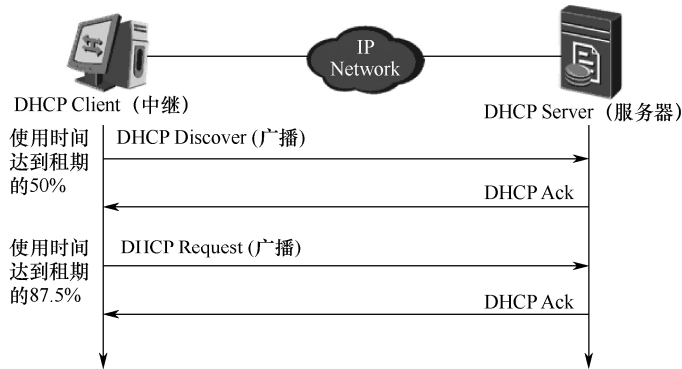 IP
Network
DHCP Client（中继）
DHCP Server（服务器）
使用时间
达到租期
的50%
DHCP Discover (广播)
DHCP Ack
使用时间
达到租期
的87.5%
DHCP Request (广播)
DHCP Ack